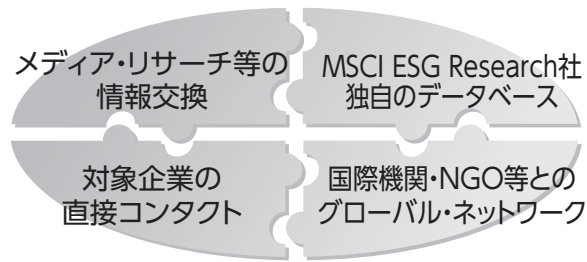 メディア・リサーチ等の
情報交換
MSCI ESG Research社
独自のデータベース
対象企業の
直接コンタクト
国際機関・NGO等との
グローバル・ネットワーク